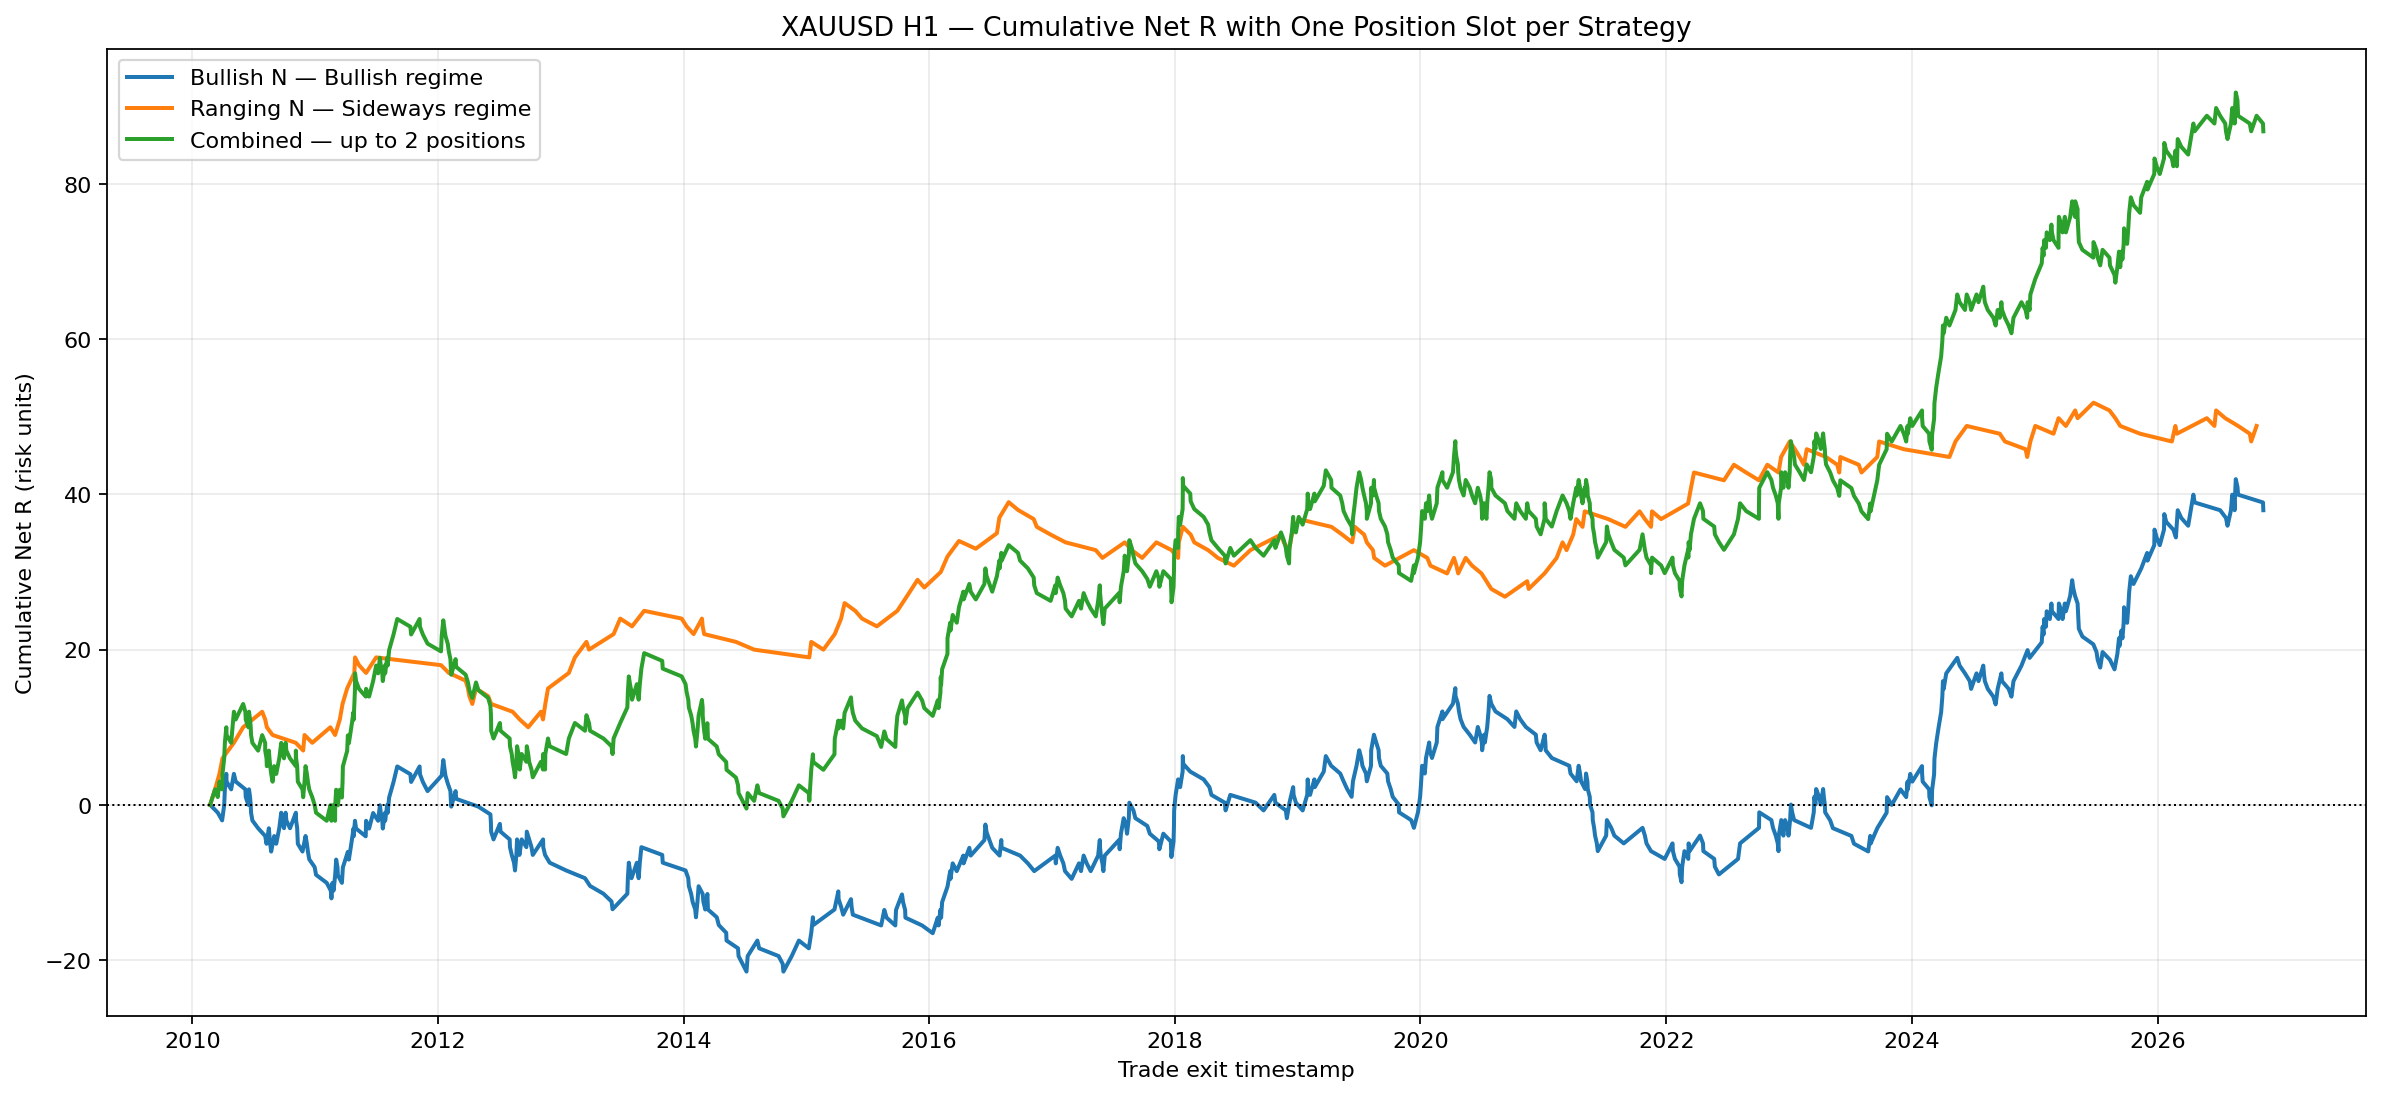 XAUUSD H1 — Cumulative Net R with One Position Slot per Strategy
Bullish N — Bullish regime
Ranging N — Sideways regime
Combined — up to 2 positions
Cumulative Net R (risk units)
80
60
40
20
0
−20
2010 2012 2014 2016 2018 2020 2022 2024 2026
Trade exit timestamp